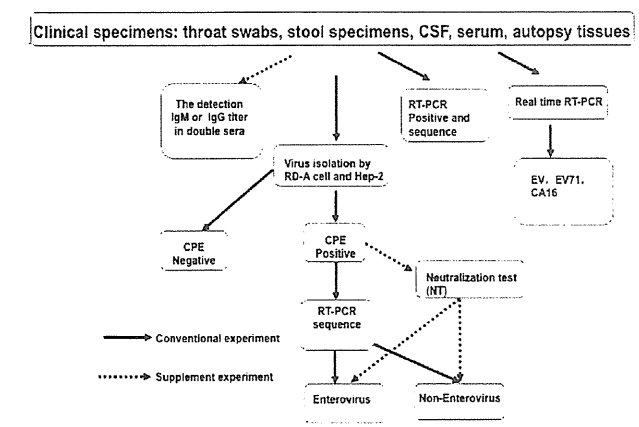 Clinical specimens: throat swabs, stool specimens, CSF, serum, autopsy tissues
The detection
IgM or IgG titer
in double sera
RT-PCR
Positive and
sequence
Real time RT-PCR
Virus isolation by
RD-A cell and Hep-2
EV, EV71,
CA16
CPE
Negative
CPE
Positive
Neutralization test
(NT)
RT-PCR
sequence
Conventional experiment
Supplement experiment
Enterovirus
Non-Enterovirus